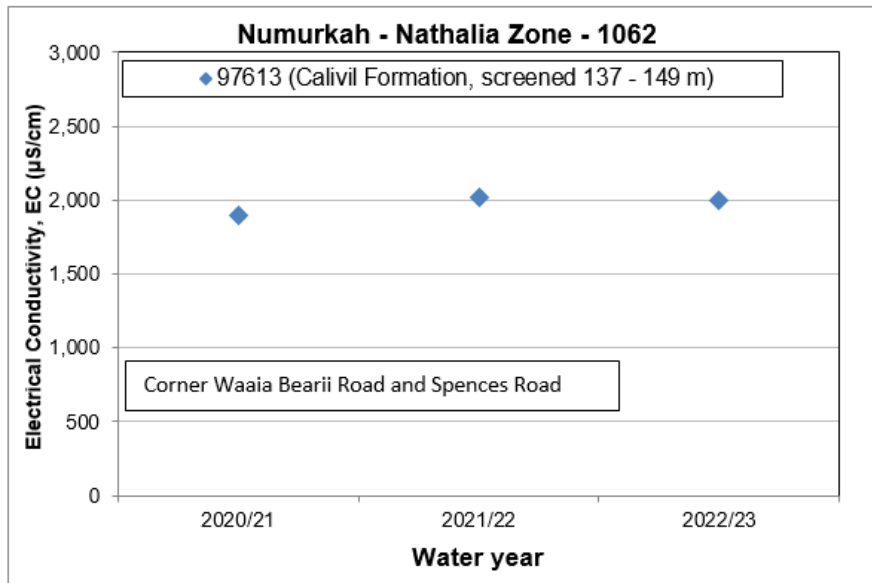 Numurkah - Nathalia Zone - 1062
97613 (Calivil Formation, screened 137 - 149 m)
Electrical Conductivity, EC (µS/cm)
3,000
2,500
2,000
1,500
1,000
500
0
Corner Waaia Bearii Road and Spences Road
2020/21
2021/22
2022/23
Water year